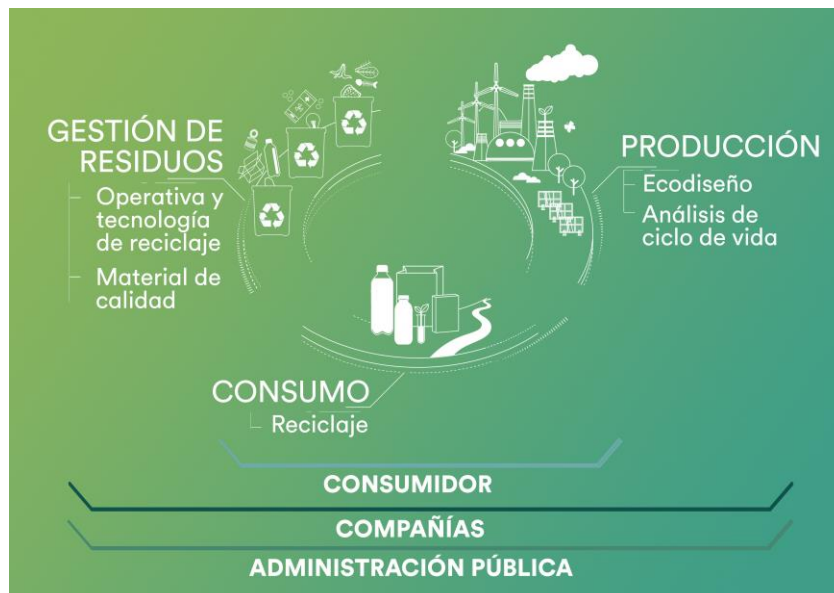 GESTIÓN DE
RESIDUOS
Operativa y
tecnología
de reciclaje
Material de
calidad
PRODUCCIÓN
Ecodiseño
Análisis de
ciclo de vida
CONSUMO
Reciclaje
CONSUMIDOR
COMPAÑÍAS
ADMINISTRACIÓN PÚBLICA